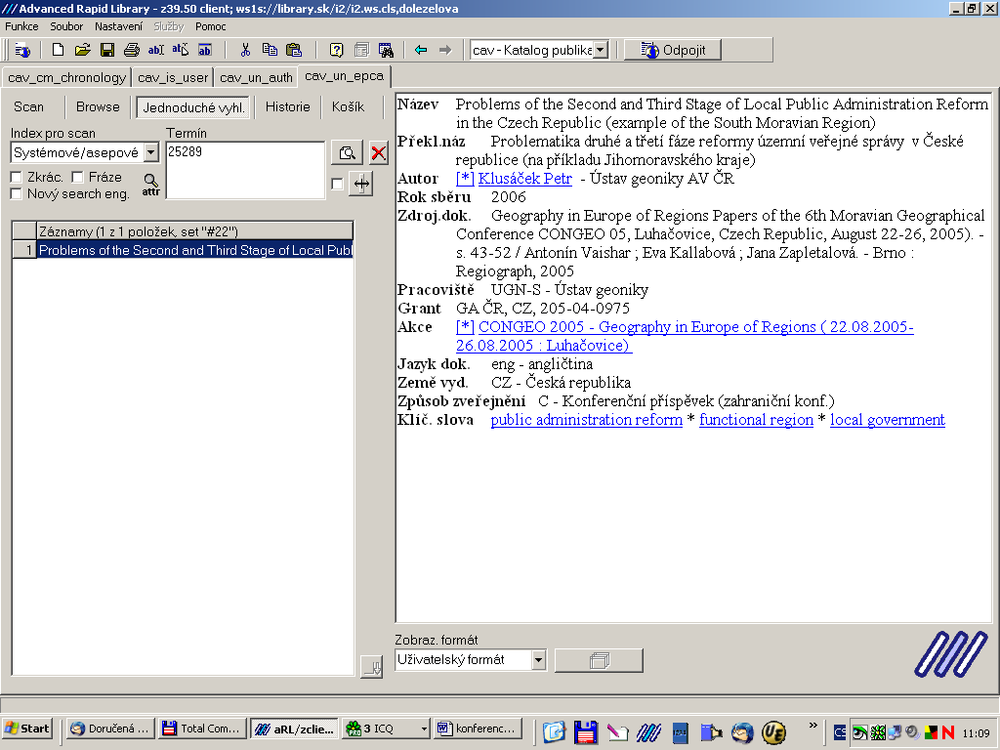 Advanced Rapid Library - z39.50 client; ws1s://library.sk/i2/i2.ws.cls,dolezelova
Funkce Soubor Nastavení Služby Pomoc
cav - Katalog publika
Odpojit
cav_cm_chronology cav_is_user cav_un_auth cav_un_epca
Scan Browse Jednoduché vyhl. Historie Košík
Index pro scan Termín
Systémové/asepové 25289
Zkrác. Fráze
Nový search eng. attr
Záznamy (1 z 1 položek, set "#22")
1 Problems of the Second and Third Stage of Local Publ
Název Problems of the Second and Third Stage of Local Public Administration Reform
in the Czech Republic (example of the South Moravian Region)
Překl.náz Problematika druhé a třetí fáze reformy územní veřejné správy v České
republice (na příkladu Jihomoravského kraje)
Autor [*] Klusáček Petr - Ústav geoniky AV ČR
Rok sběru 2006
Zdroj.dok. Geography in Europe of Regions Papers of the 6th Moravian Geographical
Conference CONGEO 05, Luhačovice, Czech Republic, August 22-26, 2005). -
s. 43-52 / Antonín Vaishar ; Eva Kallabová ; Jana Zapletalová. - Brno :
Regiograph, 2005
Pracoviště UGN-S - Ústav geoniky
Grant GA ČR, CZ, 205-04-0975
Akce [*] CONGEO 2005 - Geography in Europe of Regions ( 22.08.2005-
26.08.2005 : Luhačovice)
Jazyk dok. eng - angličtina
Země vyd. CZ - Česká republika
Způsob zveřejnění C - Konferenční příspěvek (zahraniční konf.)
Klíč. slova public administration reform * functional region * local government
Zobraz. formát
Uživatelský formát
Start Doručená ... Total Com... aRL/zclie... 3 ICQ konferenc... » 11:09